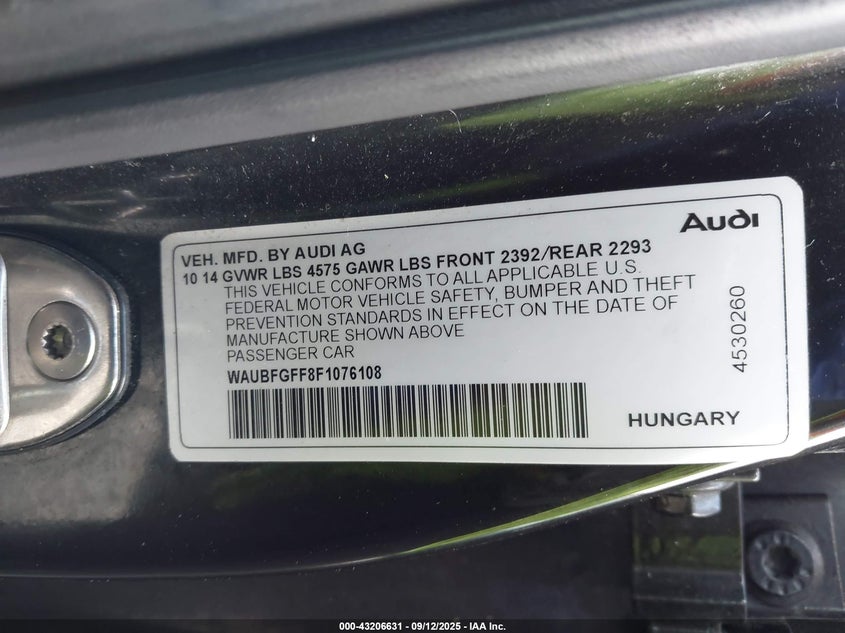 Audi
VEH. MFD. BY AUDI AG
10 14 GVWR LBS 4575 GAWR LBS FRONT 2392/REAR 2293
THIS VEHICLE CONFORMS TO ALL APPLICABLE U.S.
FEDERAL MOTOR VEHICLE SAFETY, BUMPER AND THEFT
PREVENTION STANDARDS IN EFFECT ON THE DATE OF
MANUFACTURE SHOWN ABOVE
PASSENGER CAR
WAUBFGFF8F1076108
4530260
HUNGARY
000-43206631 - 09/12/2025 - IAA Inc.